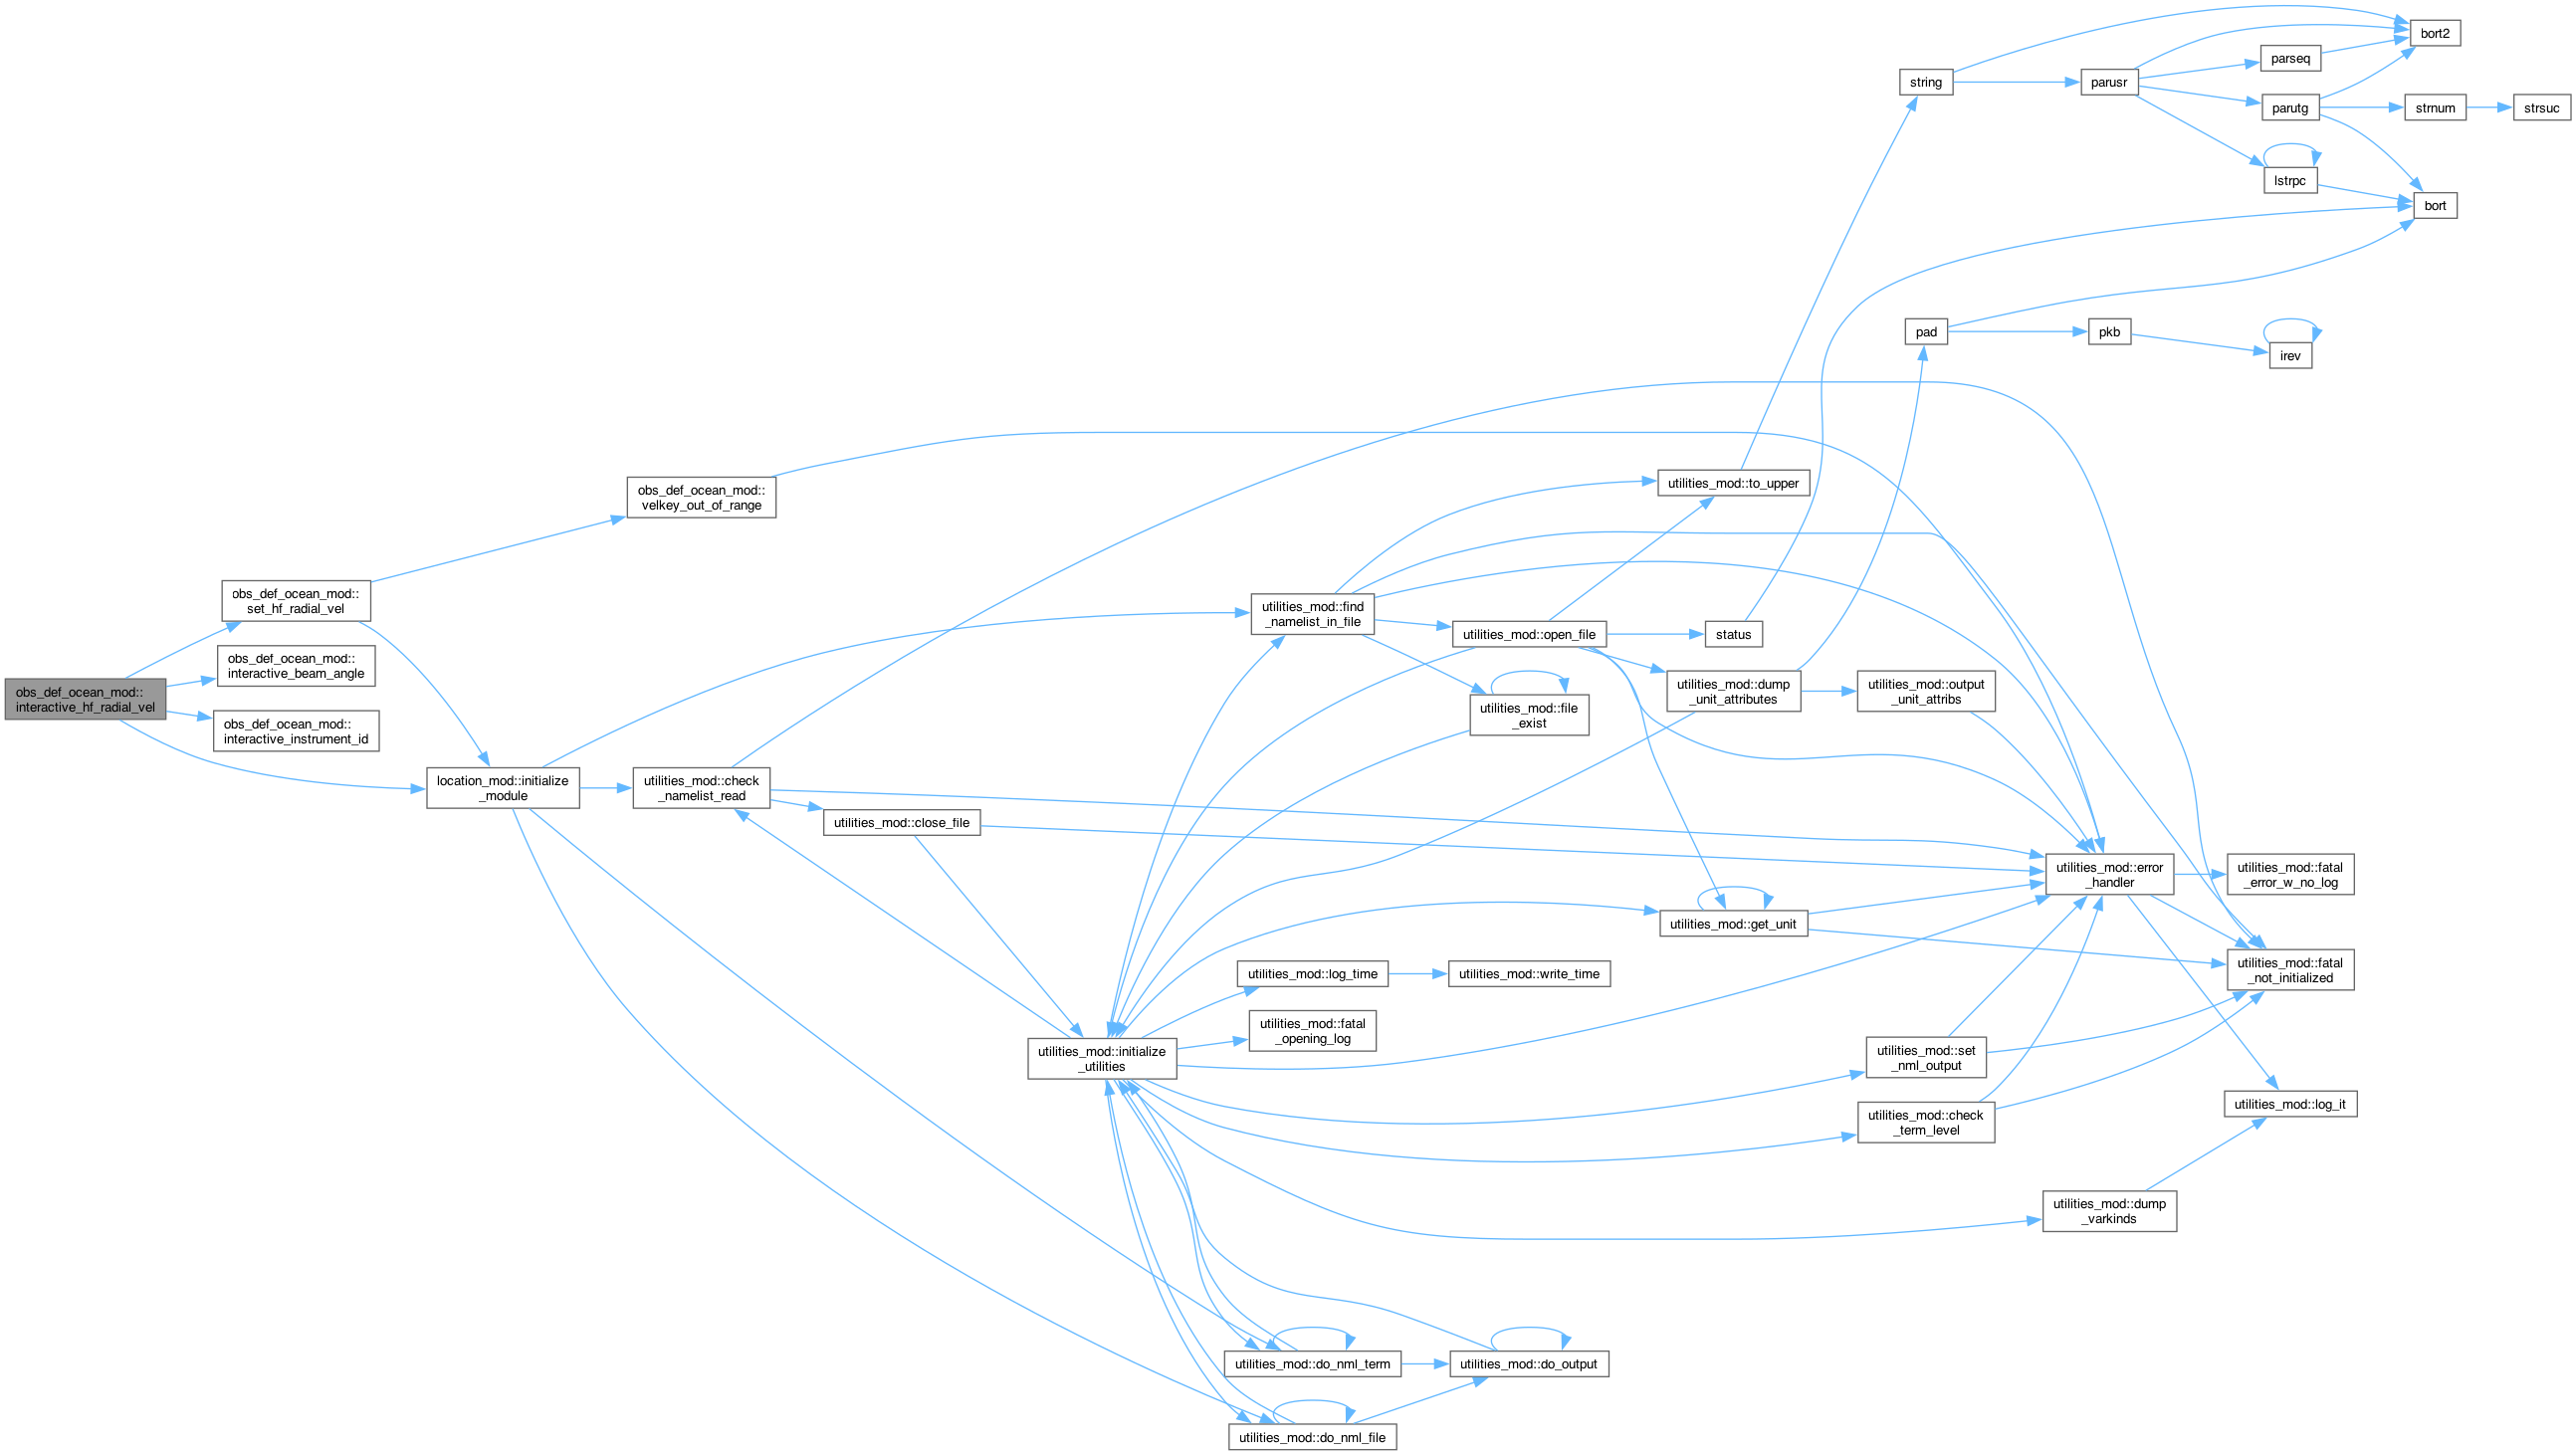 obs_def_ocean_mod::
interactive_hf_radial_vel
obs_def_ocean_mod::
set_hf_radial_vel
obs_def_ocean_mod::
interactive_beam_angle
obs_def_ocean_mod::
interactive_instrument_id
location_mod::initialize
_module
obs_def_ocean_mod::
velkey_out_of_range
utilities_mod::check
_namelist_read
utilities_mod::close_file
utilities_mod::initialize
_utilities
utilities_mod::find
_namelist_in_file
utilities_mod::open_file
utilities_mod::file
_exist
utilities_mod::log_time
utilities_mod::write_time
utilities_mod::fatal
_opening_log
utilities_mod::do_nml_term
utilities_mod::do_output
utilities_mod::do_nml_file
utilities_mod::to_upper
status
utilities_mod::dump
_unit_attributes
utilities_mod::output
_unit_attribs
utilities_mod::get_unit
utilities_mod::set
_nml_output
utilities_mod::check
_term_level
utilities_mod::dump
_varkinds
utilities_mod::error
_handler
utilities_mod::fatal
_error_w_no_log
utilities_mod::fatal
_not_initialized
utilities_mod::log_it
string
parusr
parseq
parutg
lstrpc
bort2
strnum
strsuc
bort
pad
pkb
irev